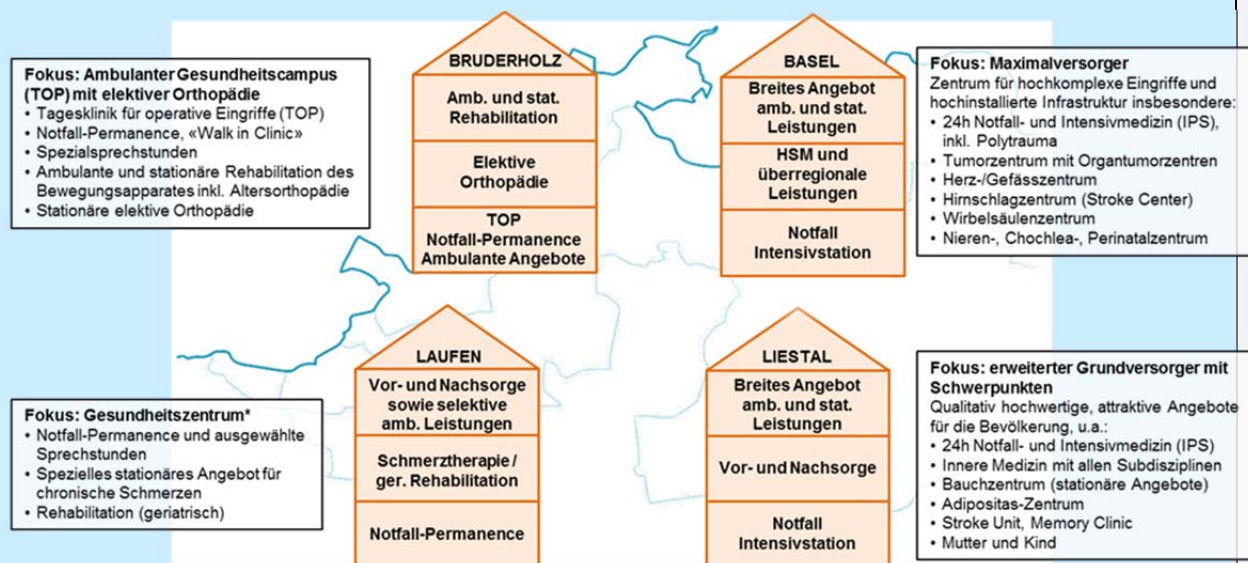 Fokus: Ambulanter Gesundheitscampus
(TOP) mit elektiver Orthopädie
• Tagesklinik für operative Eingriffe (TOP)
• Notfall-Permanence, «Walk in Clinic»
• Spezialsprechstunden
• Ambulante und stationäre Rehabilitation des
Bewegungsapparates inkl. Altersorthopädie
• Stationäre elektive Orthopädie
BRUDERHOLZ
Amb. und stat.
Rehabilitation
Elektive
Orthopädie
TOP
Notfall-Permanence
Ambulante Angebote
BASEL
Breites Angebot
amb. und stat.
Leistungen
HSM und
überregionale
Leistungen
Notfall
Intensivstation
Fokus: Maximalversorger
Zentrum für hochkomplexe Eingriffe und
hochinstallierte Infrastruktur insbesondere:
• 24h Notfall- und Intensivmedizin (IPS),
inkl. Polytrauma
• Tumorzentrum mit Organtumorzentren
• Herz-/Gefässzentrum
• Hirnschlagzentrum (Stroke Center)
• Wirbelsäulenzentrum
• Nieren-, Chochlea-, Perinatalzentrum
Fokus: Gesundheitszentrum*
• Notfall-Permanence und ausgewählte
Sprechstunden
• Spezielles stationäres Angebot für
chronische Schmerzen
• Rehabilitation (geriatrisch)
LAUFEN
Vor- und Nachsorge
sowie selektive
amb. Leistungen
Schmerztherapie /
ger. Rehabilitation
Notfall-Permanence
LIESTAL
Breites Angebot
amb. und stat.
Leistungen
Vor- und Nachsorge
Notfall
Intensivstation
Fokus: erweiterter Grundversorger mit
Schwerpunkten
Qualitativ hochwertige, attraktive Angebote
für die Bevölkerung, u.a.:
• 24h Notfall- und Intensivmedizin (IPS)
• Innere Medizin mit allen Subdisziplinen
• Bauchzentrum (stationäre Angebote)
• Adipositas-Zentrum
• Stroke Unit, Memory Clinic
• Mutter und Kind